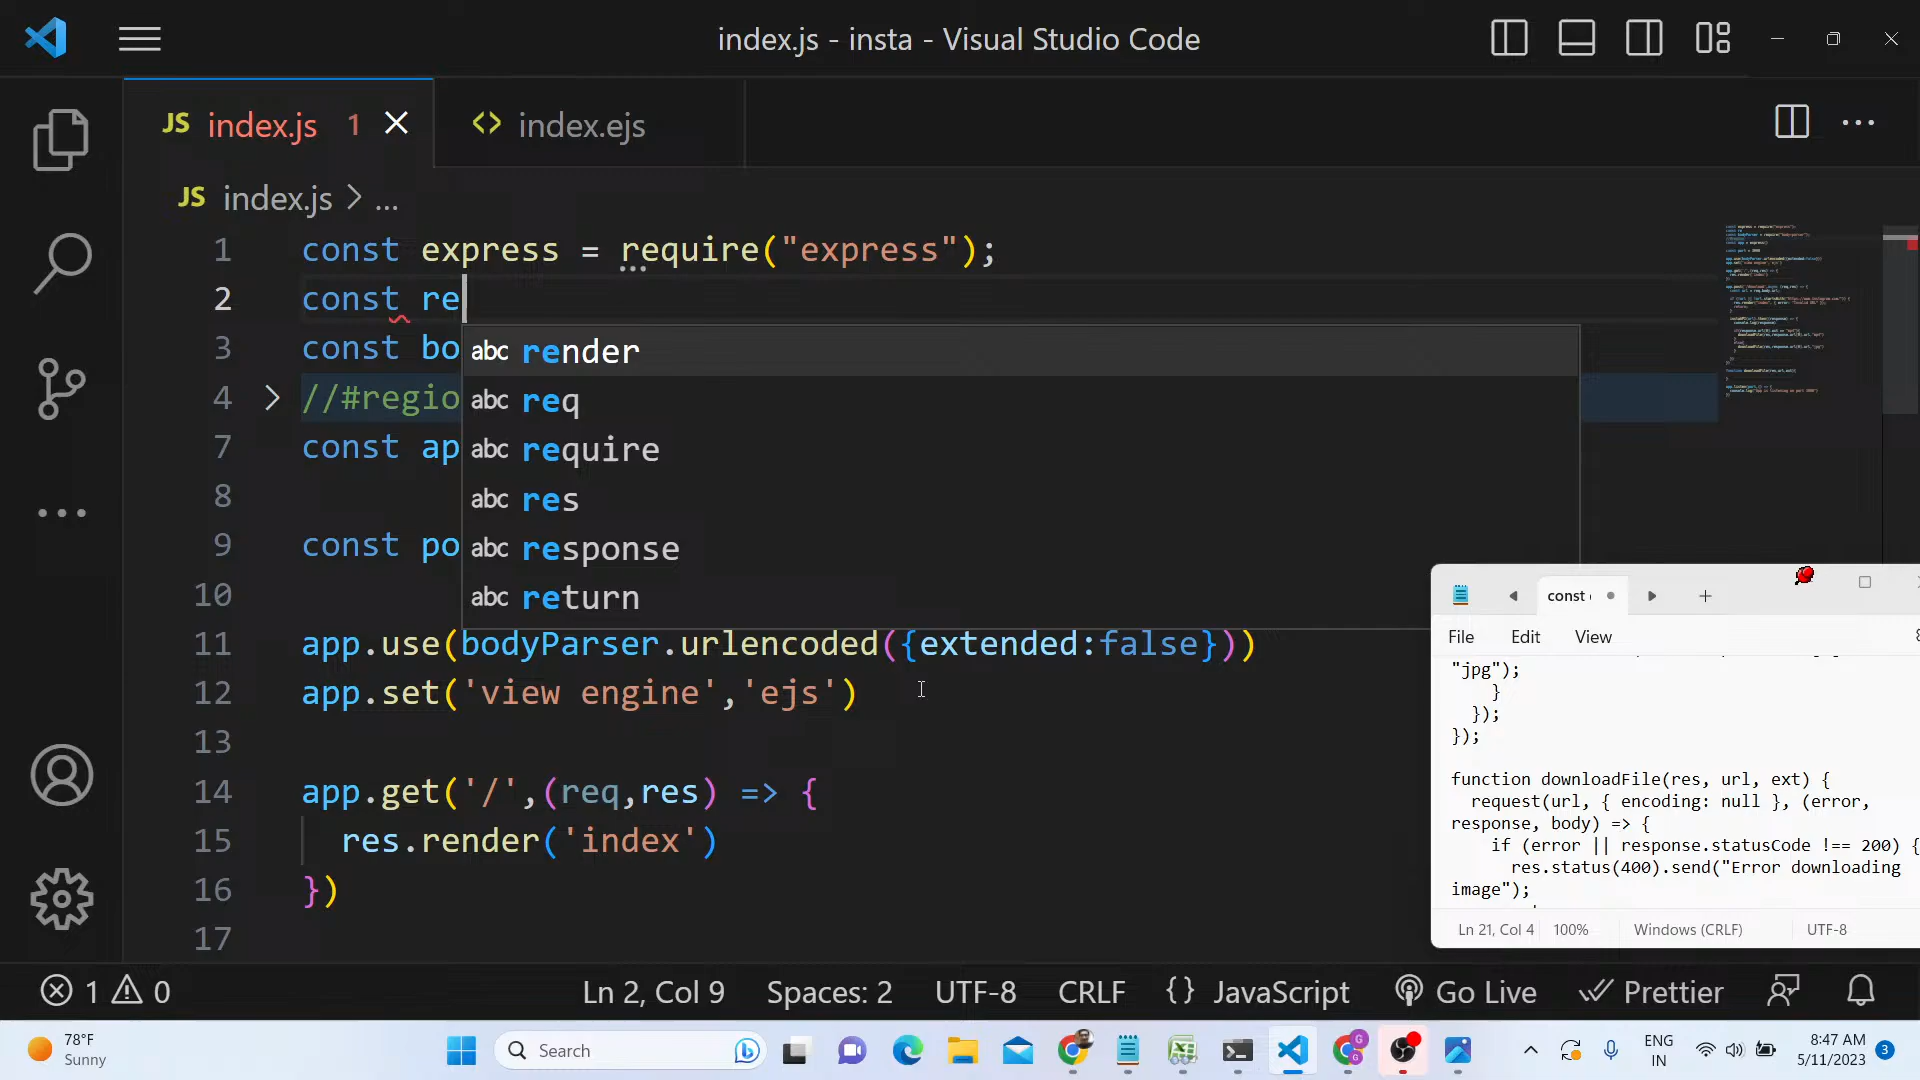 index.js - insta - Visual Studio Code
JS index.js 1
<> index.ejs
JS index.js > ...
1 const express = require("express");
2 const re
3 const bo
4 //#regio
7 const ap
8
9 const po
10
11 app.use(bodyParser.urlencoded({extended:false}))
12 app.set('view engine','ejs')
13
14 app.get('/',(req,res) => {
15 res.render('index')
16 })
17
abc render
abc req
abc require
abc res
abc response
abc return
const
File Edit View
"jpg");
}
});
});
function downloadFile(res, url, ext) {
request(url, { encoding: null }, (error,
response, body) => {
if (error || response.statusCode !== 200) {
res.status(400).send("Error downloading
image");
Ln 21, Col 4 100% Windows (CRLF) UTF-8
1 0 Ln 2, Col 9 Spaces: 2 UTF-8 CRLF {} JavaScript Go Live Prettier
78°F
Sunny
Search
ENG
IN
8:47 AM
5/11/2023
3